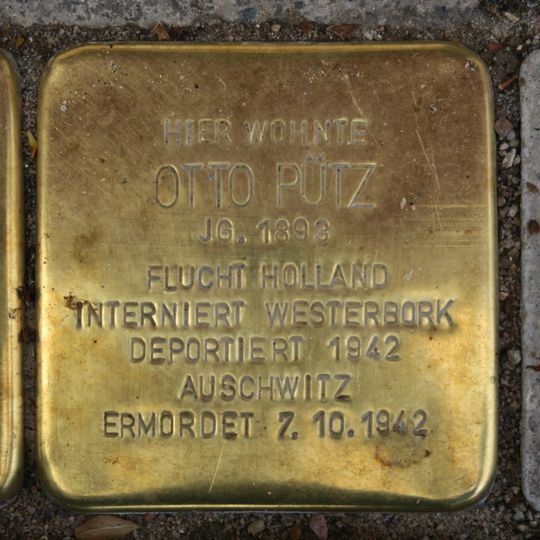 HIER WOHNTE
OTTO PÜTZ
JG. 1893
FLUCHT HOLLAND
INTERNIERT WESTERBORK
DEPORTIERT 1942
AUSCHWITZ
ERMORDET 7. 10. 1942